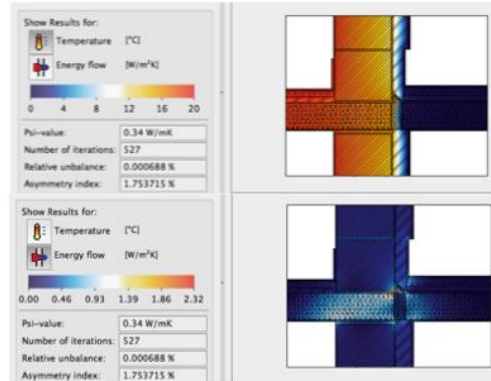 Show Results for:
Temperature [°C]
Energy flow [W/m²K]
0 4 8 12 16 20
Psi-value: 0.34 W/mK
Number of iterations: 527
Relative unbalance: 0.000688 %
Asymmetry index: 1.753715 %
Show Results for:
Temperature [°C]
Energy flow [W/m²K]
0.00 0.46 0.93 1.39 1.86 2.32
Psi-value: 0.34 W/mK
Number of iterations: 527
Relative unbalance: 0.000688 %
Asymmetry index: 1.753715 %